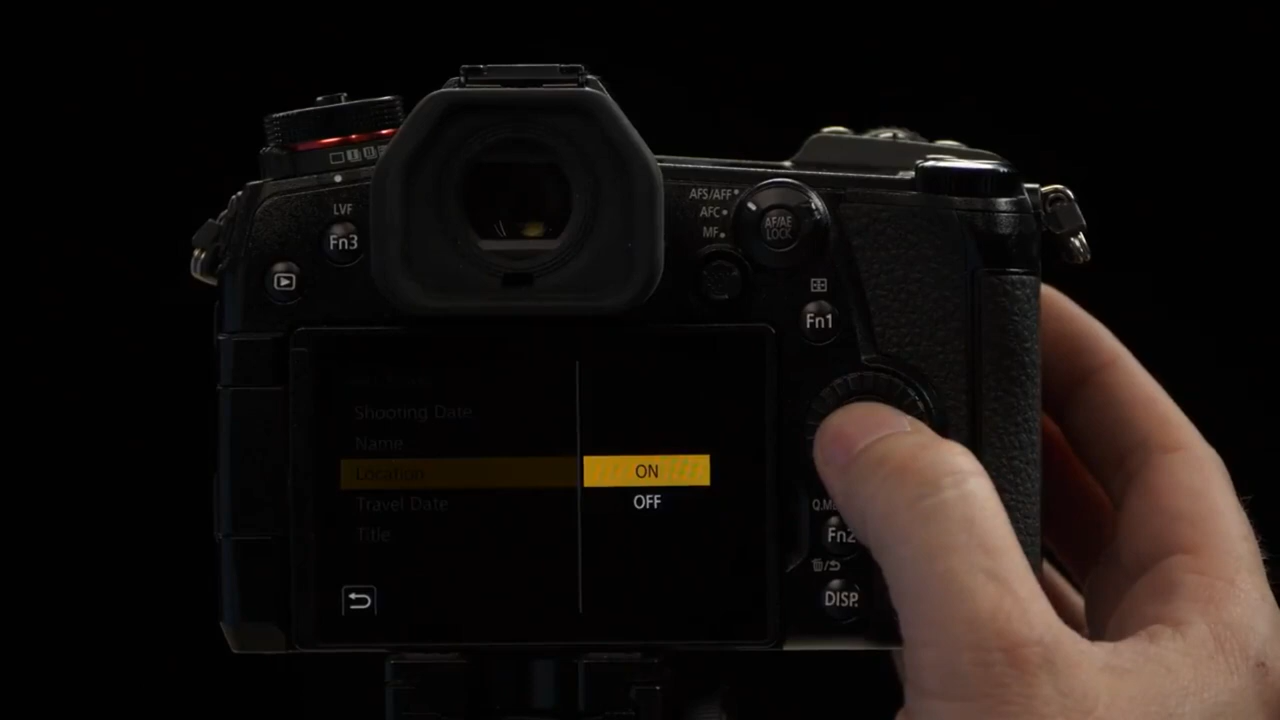 LVF
Fn3
AFS/AFF
AFC
MF
AF/AE
LOCK
Fn1
Shooting Date
Name
Location
ON
Travel Date
OFF
Title
Fn2
DISP.